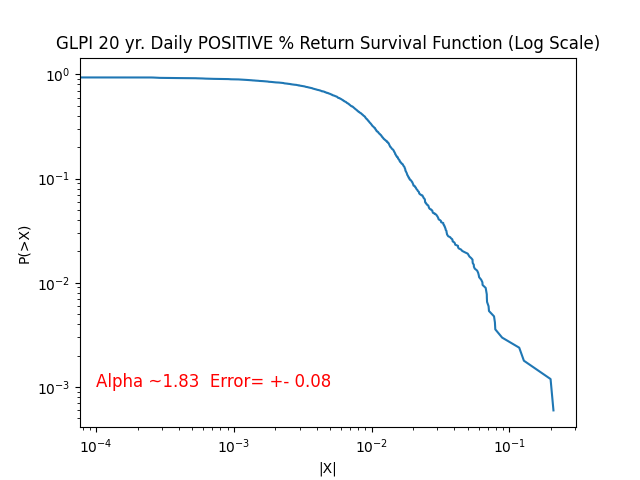 GLPI 20 yr. Daily POSITIVE % Return Survival Function (Log Scale)
10⁰
10⁻¹
10⁻²
10⁻³
P(>X)
Alpha ~1.83  Error= +- 0.08
10⁻⁴ 10⁻³ 10⁻² 10⁻¹
|X|